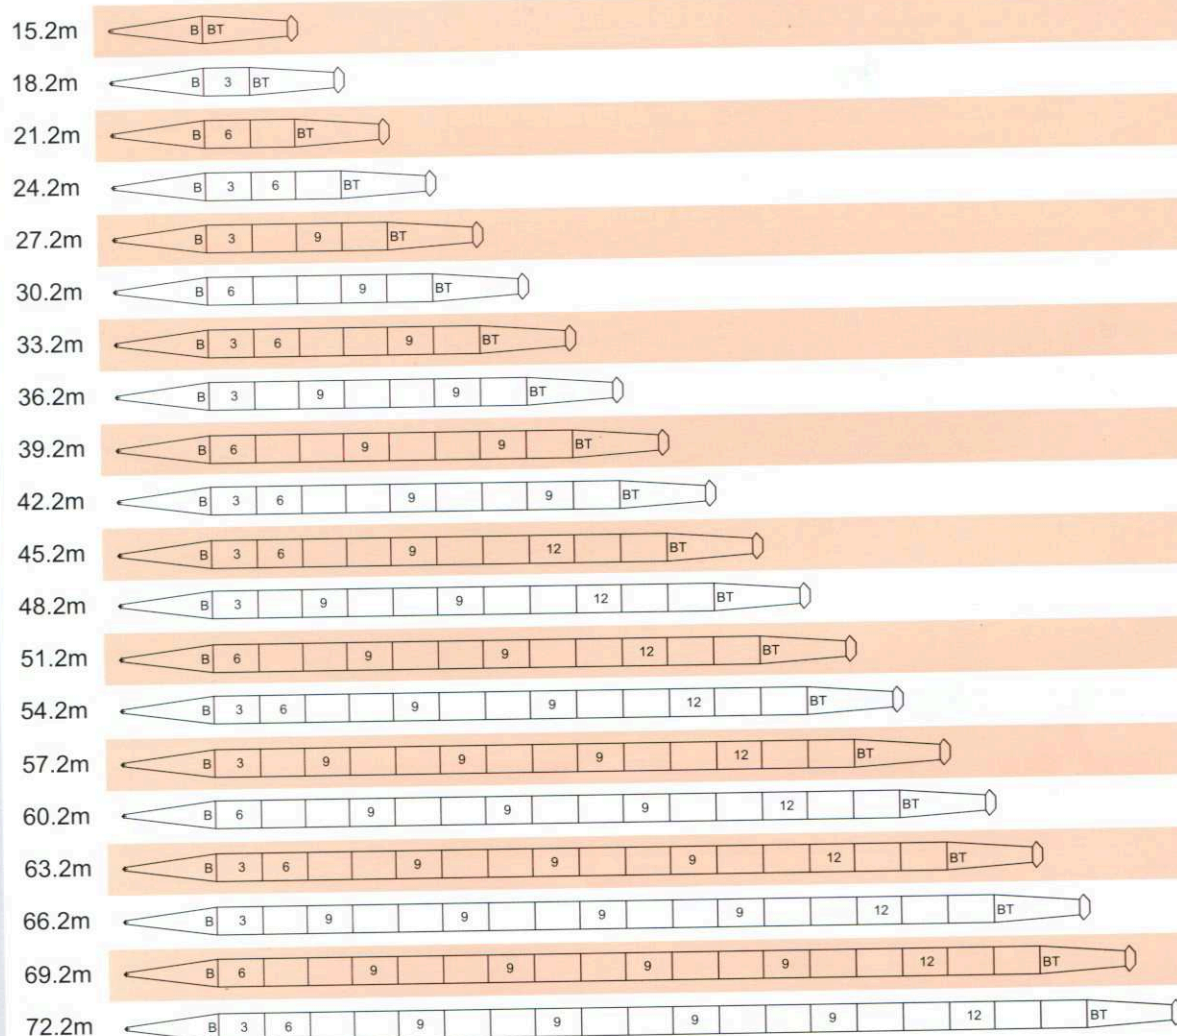 15.2m B BT
18.2m B 3 BT
21.2m B 6 BT
24.2m B 3 6 BT
27.2m B 3 9 BT
30.2m B 6 9 BT
33.2m B 3 6 9 BT
36.2m B 3 9 9 BT
39.2m B 6 9 9 BT
42.2m B 3 6 9 9 BT
45.2m B 3 6 9 12 BT
48.2m B 3 9 9 12 BT
51.2m B 6 9 9 12 BT
54.2m B 3 6 9 9 12 BT
57.2m B 3 9 9 9 12 BT
60.2m B 6 9 9 9 12 BT
63.2m B 3 6 9 9 9 12 BT
66.2m B 3 9 9 9 9 12 BT
69.2m B 6 9 9 9 9 12 BT
72.2m B 3 6 9 9 9 9 12 BT